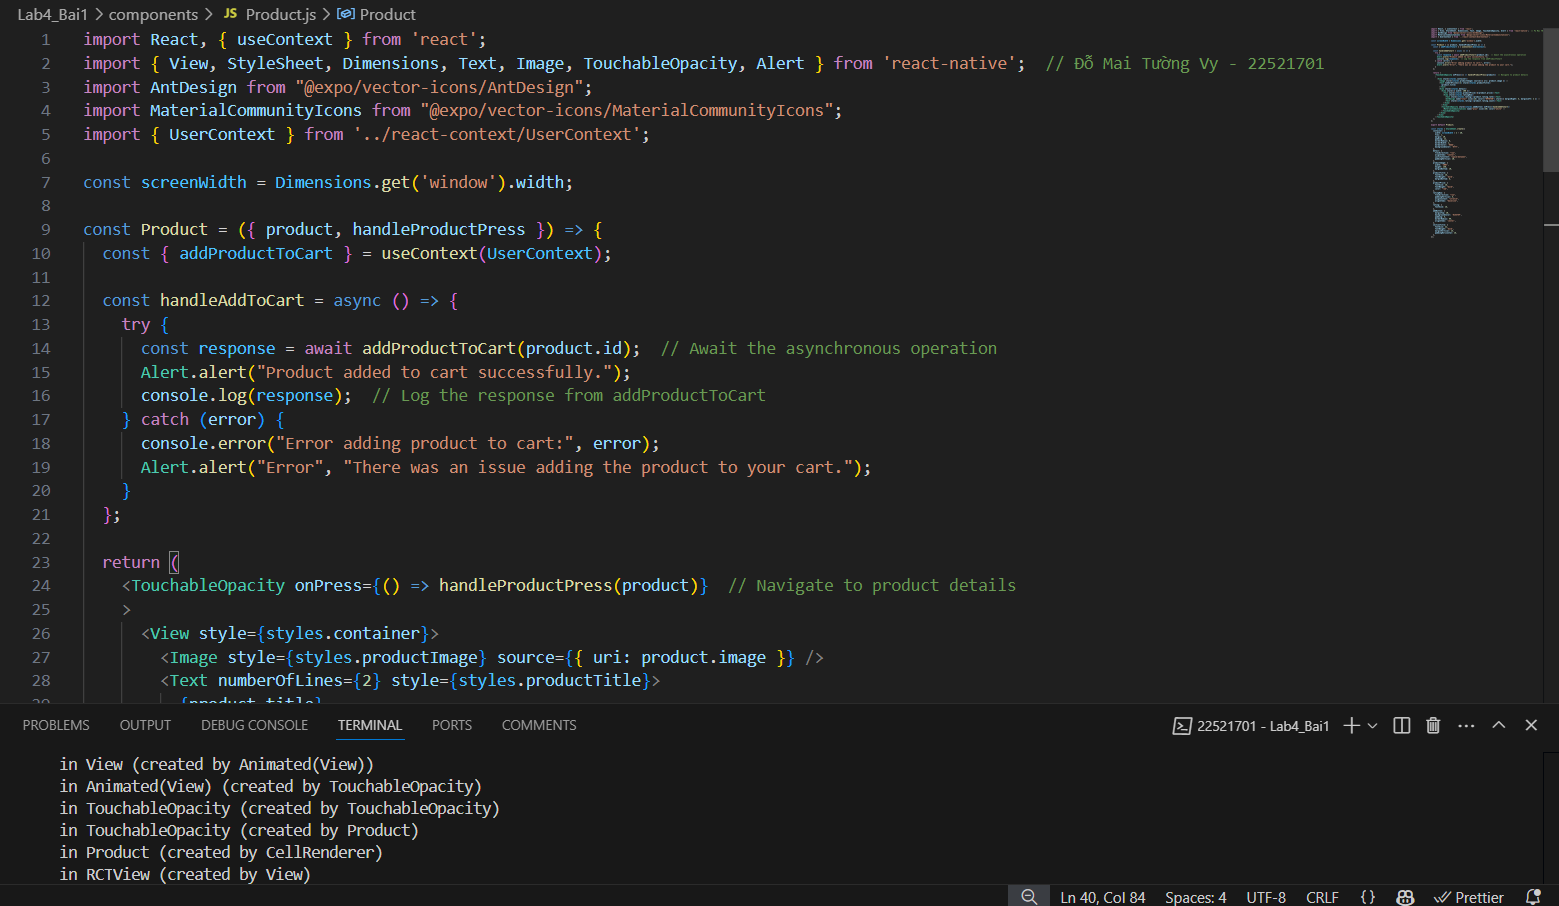 Lab4_Bai1 > components > JS Product.js > Product
1 import React, { useContext } from 'react';
2 import { View, StyleSheet, Dimensions, Text, Image, TouchableOpacity, Alert } from 'react-native';  // Đỗ Mai Tường Vy - 22521701
3 import AntDesign from "@expo/vector-icons/AntDesign";
4 import MaterialCommunityIcons from "@expo/vector-icons/MaterialCommunityIcons";
5 import { UserContext } from '../react-context/UserContext';
6
7 const screenWidth = Dimensions.get('window').width;
8
9 const Product = ({ product, handleProductPress }) => {
10   const { addProductToCart } = useContext(UserContext);
11
12   const handleAddToCart = async () => {
13     try {
14       const response = await addProductToCart(product.id);  // Await the asynchronous operation
15       Alert.alert("Product added to cart successfully.");
16       console.log(response);  // Log the response from addProductToCart
17     } catch (error) {
18       console.error("Error adding product to cart:", error);
19       Alert.alert("Error", "There was an issue adding the product to your cart.");
20     }
21   };
22
23   return (
24     <TouchableOpacity onPress={() => handleProductPress(product)}  // Navigate to product details
25     >
26       <View style={styles.container}>
27         <Image style={styles.productImage} source={{ uri: product.image }} />
28         <Text numberOfLines={2} style={styles.productTitle}>
29           {product.title}
PROBLEMS OUTPUT DEBUG CONSOLE TERMINAL PORTS COMMENTS 22521701 - Lab4_Bai1
in View (created by Animated(View))
in Animated(View) (created by TouchableOpacity)
in TouchableOpacity (created by TouchableOpacity)
in TouchableOpacity (created by Product)
in Product (created by CellRenderer)
in RCTView (created by View)
Ln 40, Col 84 Spaces: 4 UTF-8 CRLF { } Prettier